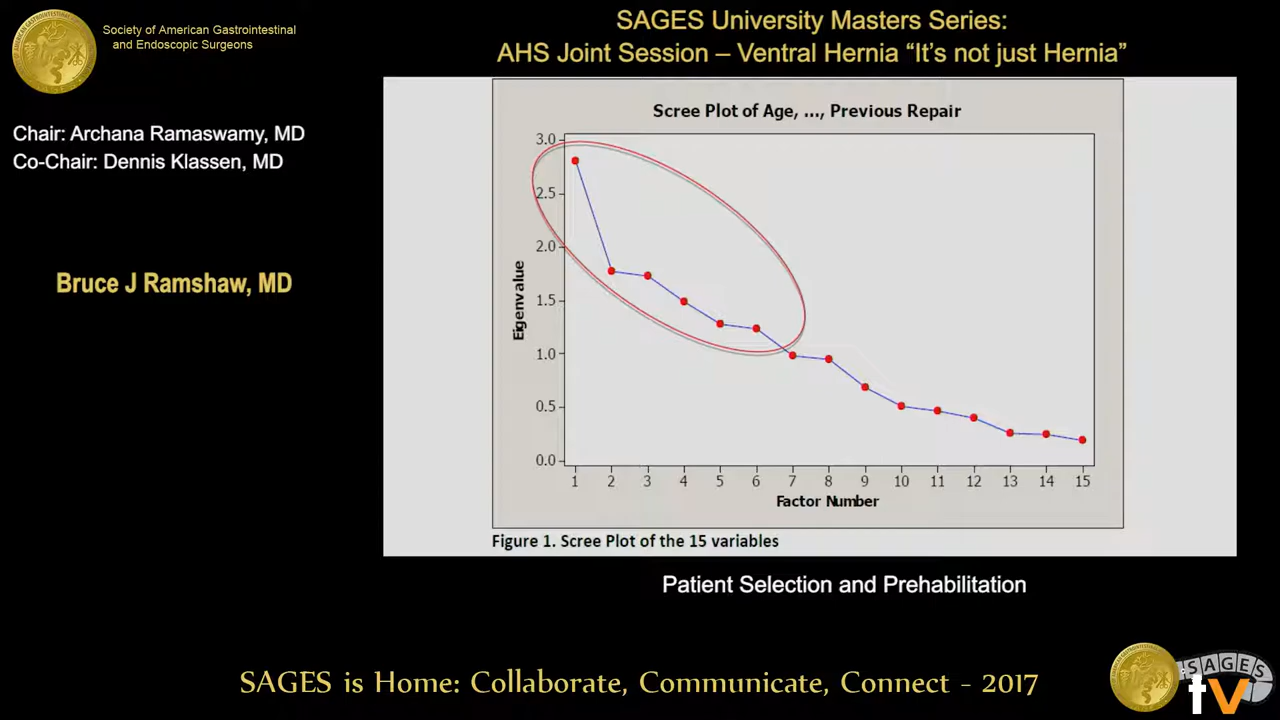 Society of American Gastrointestinal
and Endoscopic Surgeons
SAGES University Masters Series:
AHS Joint Session – Ventral Hernia “It’s not just Hernia”
Chair: Archana Ramaswamy, MD
Co-Chair: Dennis Klassen, MD
Bruce J Ramshaw, MD
Scree Plot of Age, ..., Previous Repair
3.0
2.5
2.0
1.5
1.0
0.5
0.0
Eigenvalue
1 2 3 4 5 6 7 8 9 10 11 12 13 14 15
Factor Number
Figure 1. Scree Plot of the 15 variables
Patient Selection and Prehabilitation
SAGES is Home: Collaborate, Communicate, Connect - 2017
SAGES
tv